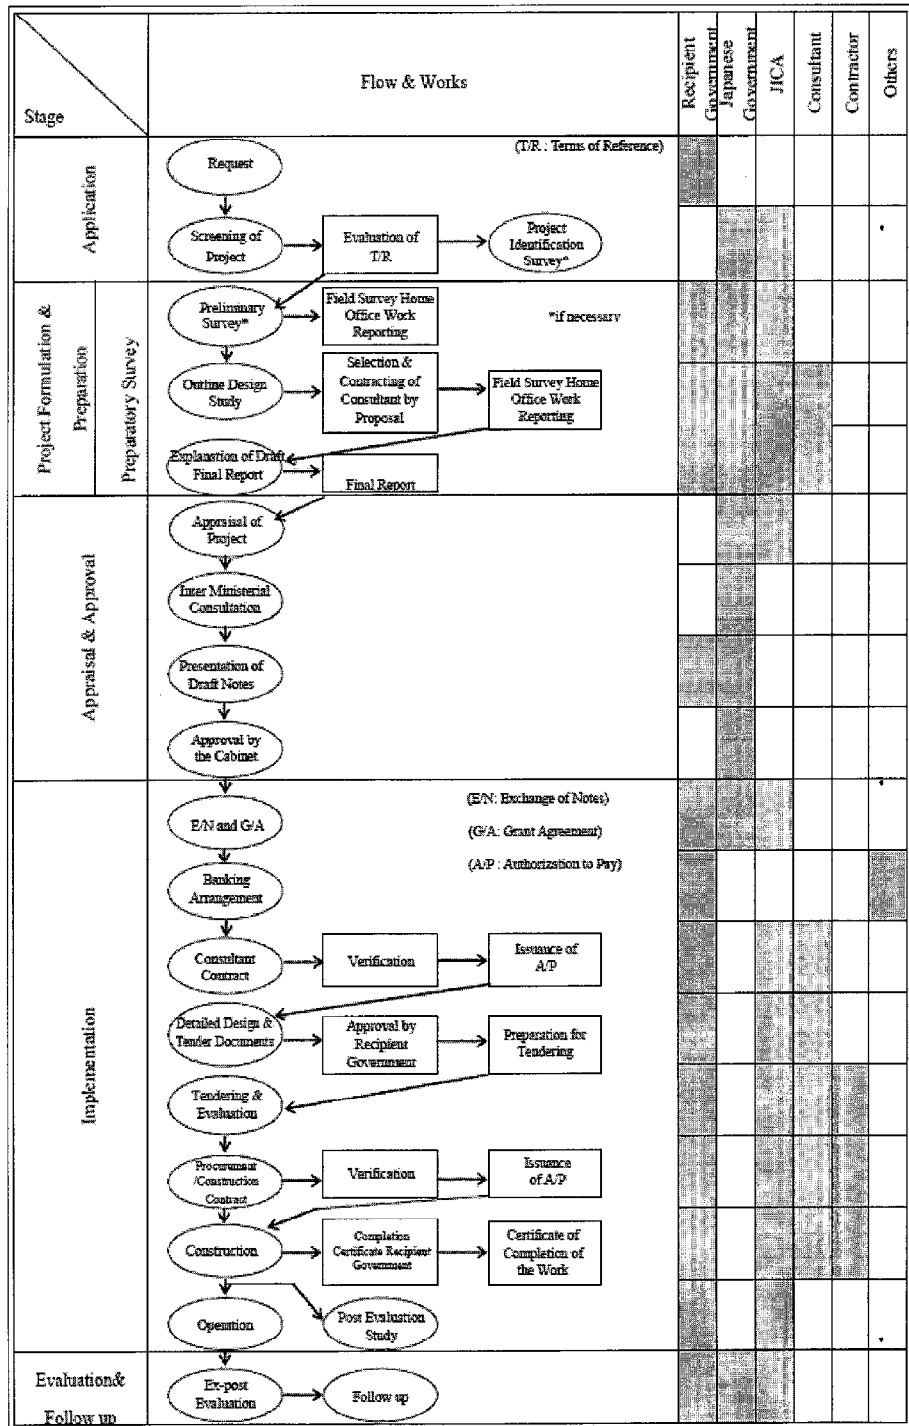 Stage
Flow & Works
Recipient
Government
Japanese
Government
JICA
Consultant
Contractor
Others
Application
(T/R : Terms of Reference)
Request
Screening of
Project
Evaluation of
T/R
Project
Identification
Survey*
Project Formulation &
Preparation
Preparatory Survey
Preliminary
Survey*
Field Survey Home
Office Work
Reporting
*if necessary
Outline Design
Study
Selection &
Contracting of
Consultant by
Proposal
Field Survey Home
Office Work
Reporting
Explanation of Draft
Final Report
Final Report
Appraisal & Approval
Appraisal of
Project
Inter Ministerial
Consultation
Presentation of
Draft Notes
Approval by
the Cabinet
Implementation
E/N and G/A
(E/N: Exchange of Notes)
(G/A: Grant Agreement)
(A/P : Authorization to Pay)
Banking
Arrangement
Consultant
Contract
Verification
Issuance of
A/P
Detailed Design &
Tender Documents
Approval by
Recipient
Government
Preparation for
Tendering
Tendering &
Evaluation
Procurement
/Construction
Contract
Verification
Issuance
of A/P
Construction
Completion
Certificate Recipient
Government
Certificate of
Completion of
the Work
Operation
Post Evaluation
Study
Evaluation&
Follow up
Ex-post
Evaluation
Follow up